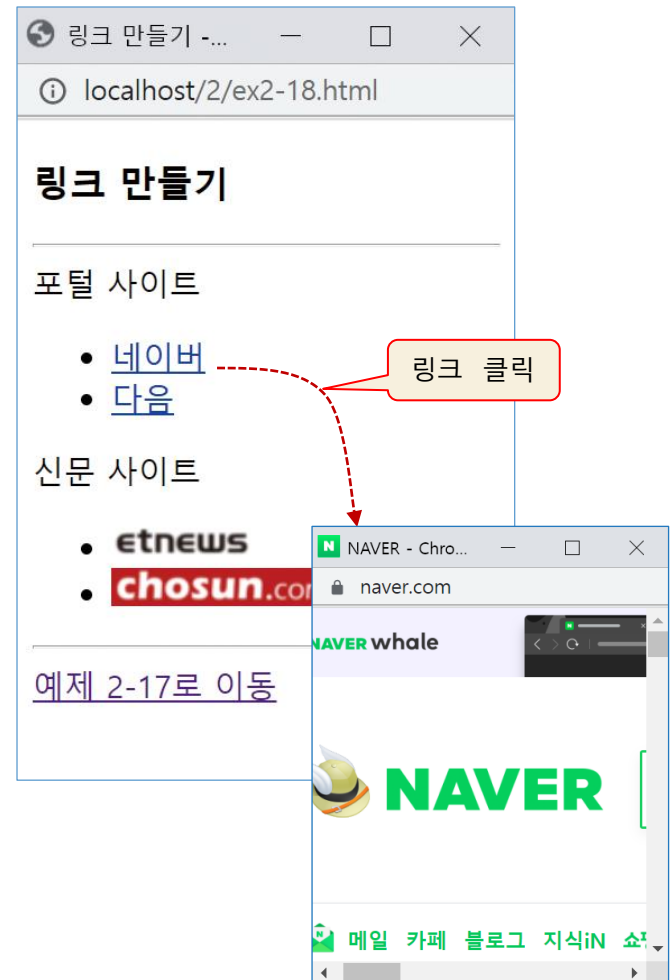 링크 만들기 -...
localhost/2/ex2-18.html
링크 만들기
포털 사이트
네이버
다음
링크 클릭
신문 사이트
etnews
chosun.com
예제 2-17로 이동
NAVER - Chro...
naver.com
NAVER whale
NAVER
메일 카페 블로그 지식iN